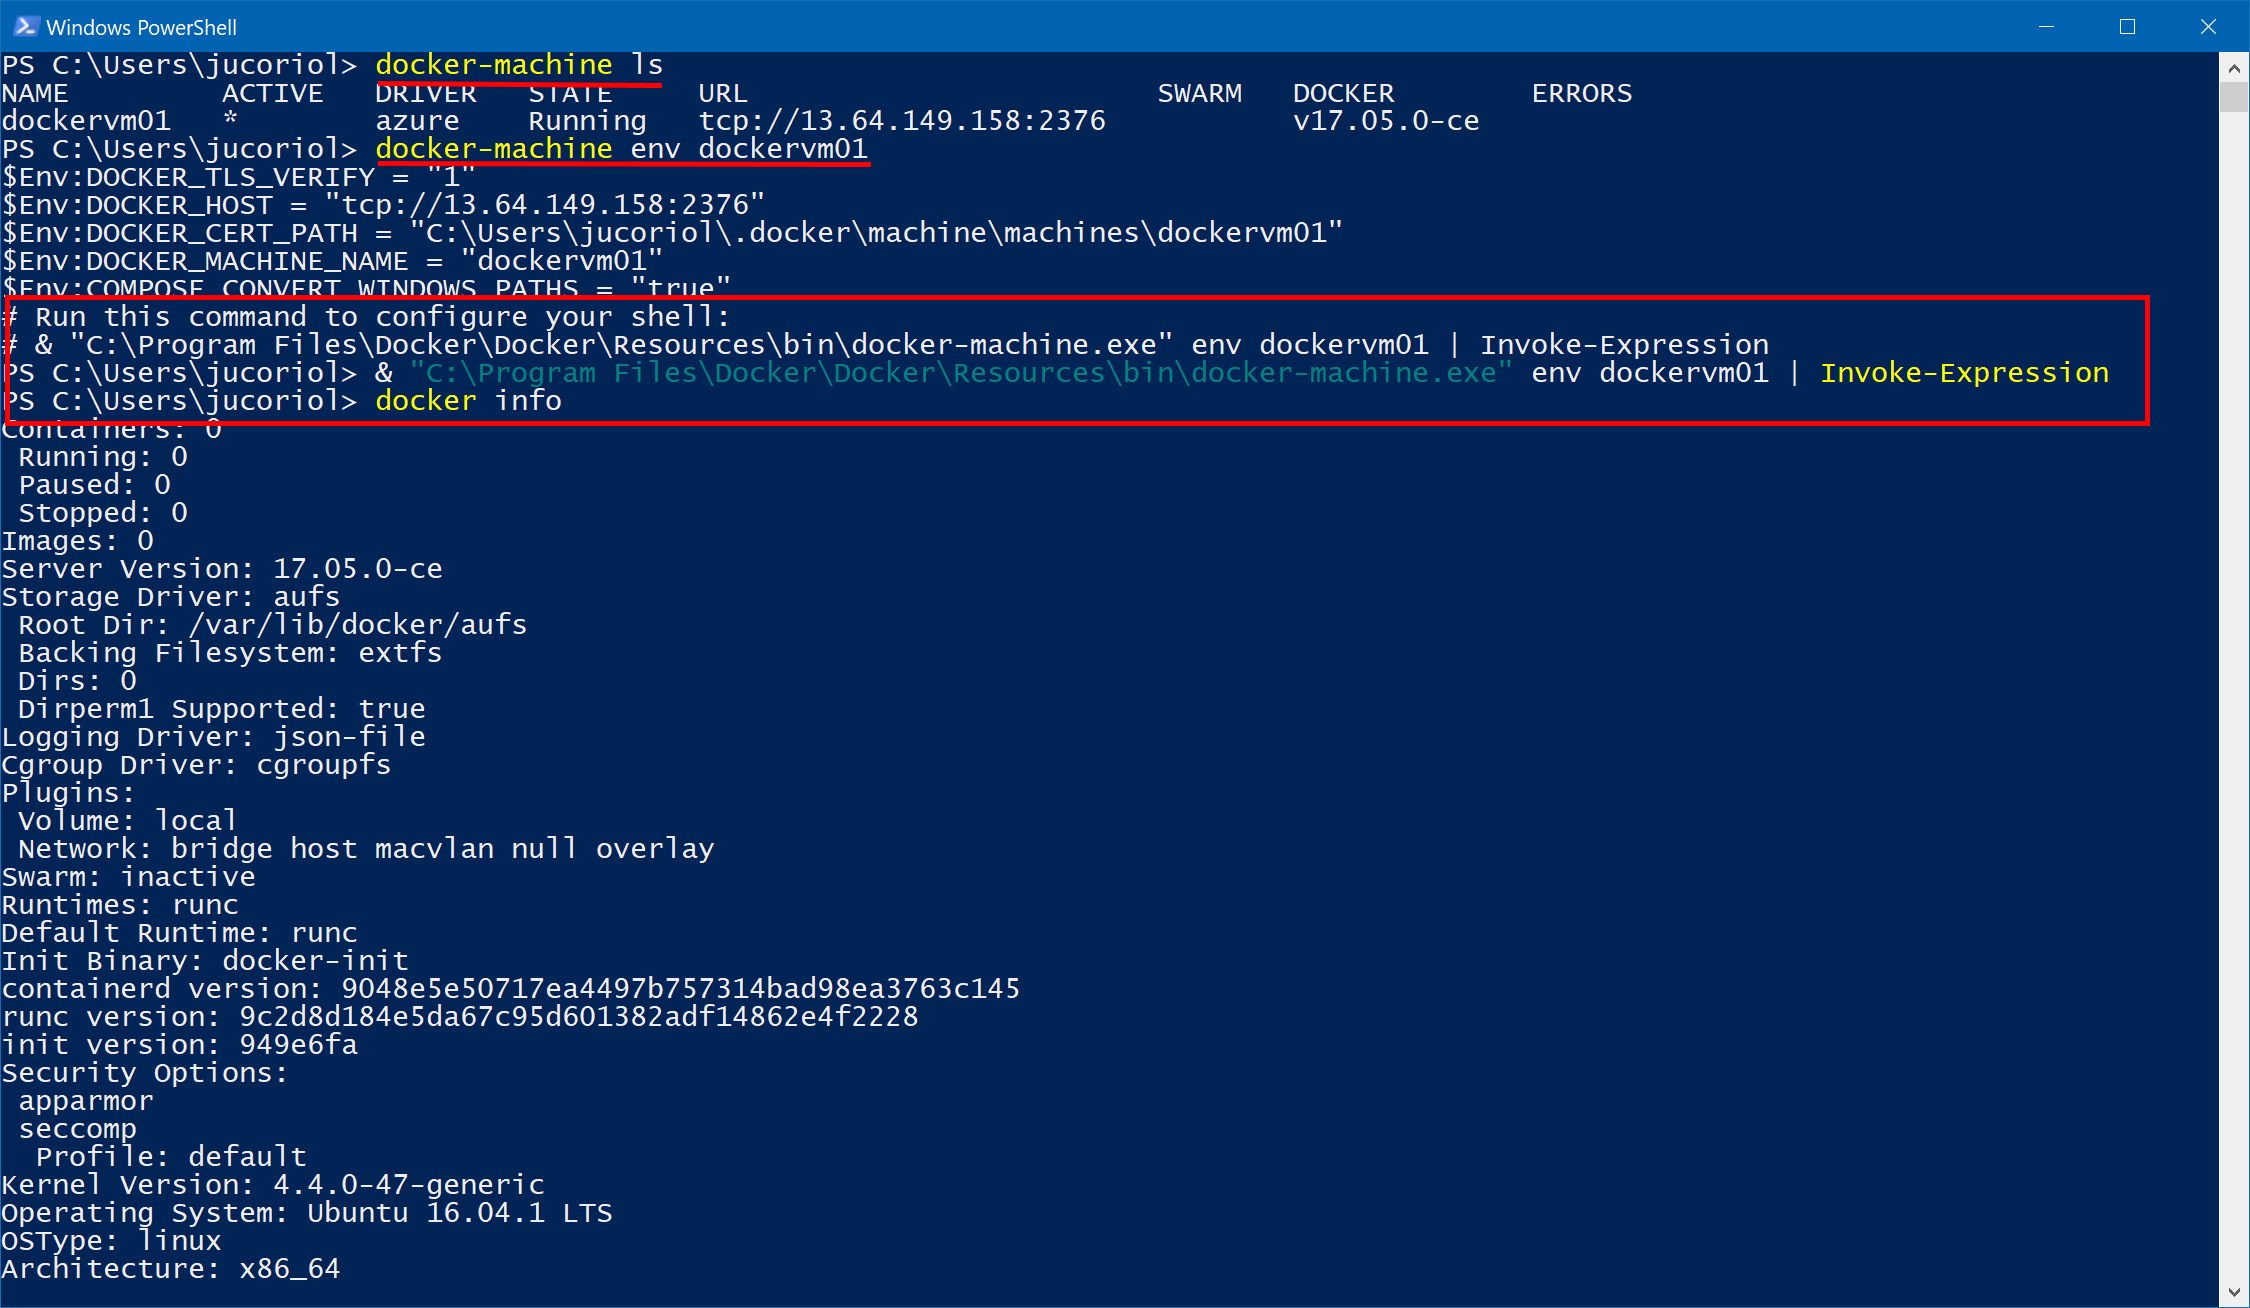 Windows PowerShell
PS C:\Users\jucoriol> docker-machine ls
NAME ACTIVE DRIVER STATE URL SWARM DOCKER ERRORS
dockervm01 * azure Running tcp://13.64.149.158:2376 v17.05.0-ce
PS C:\Users\jucoriol> docker-machine env dockervm01
$Env:DOCKER_TLS_VERIFY = "1"
$Env:DOCKER_HOST = "tcp://13.64.149.158:2376"
$Env:DOCKER_CERT_PATH = "C:\Users\jucoriol\.docker\machine\machines\dockervm01"
$Env:DOCKER_MACHINE_NAME = "dockervm01"
$Env:COMPOSE_CONVERT_WINDOWS_PATHS = "true"
# Run this command to configure your shell:
# & "C:\Program Files\Docker\Docker\Resources\bin\docker-machine.exe" env dockervm01 | Invoke-Expression
PS C:\Users\jucoriol> & "C:\Program Files\Docker\Docker\Resources\bin\docker-machine.exe" env dockervm01 | Invoke-Expression
PS C:\Users\jucoriol> docker info
Containers: 0
 Running: 0
 Paused: 0
 Stopped: 0
Images: 0
Server Version: 17.05.0-ce
Storage Driver: aufs
 Root Dir: /var/lib/docker/aufs
 Backing Filesystem: extfs
 Dirs: 0
 Dirperm1 Supported: true
Logging Driver: json-file
Cgroup Driver: cgroupfs
Plugins:
 Volume: local
 Network: bridge host macvlan null overlay
Swarm: inactive
Runtimes: runc
Default Runtime: runc
Init Binary: docker-init
containerd version: 9048e5e50717ea4497b757314bad98ea3763c145
runc version: 9c2d8d184e5da67c95d601382adf14862e4f2228
init version: 949e6fa
Security Options:
 apparmor
 seccomp
  Profile: default
Kernel Version: 4.4.0-47-generic
Operating System: Ubuntu 16.04.1 LTS
OSType: linux
Architecture: x86_64